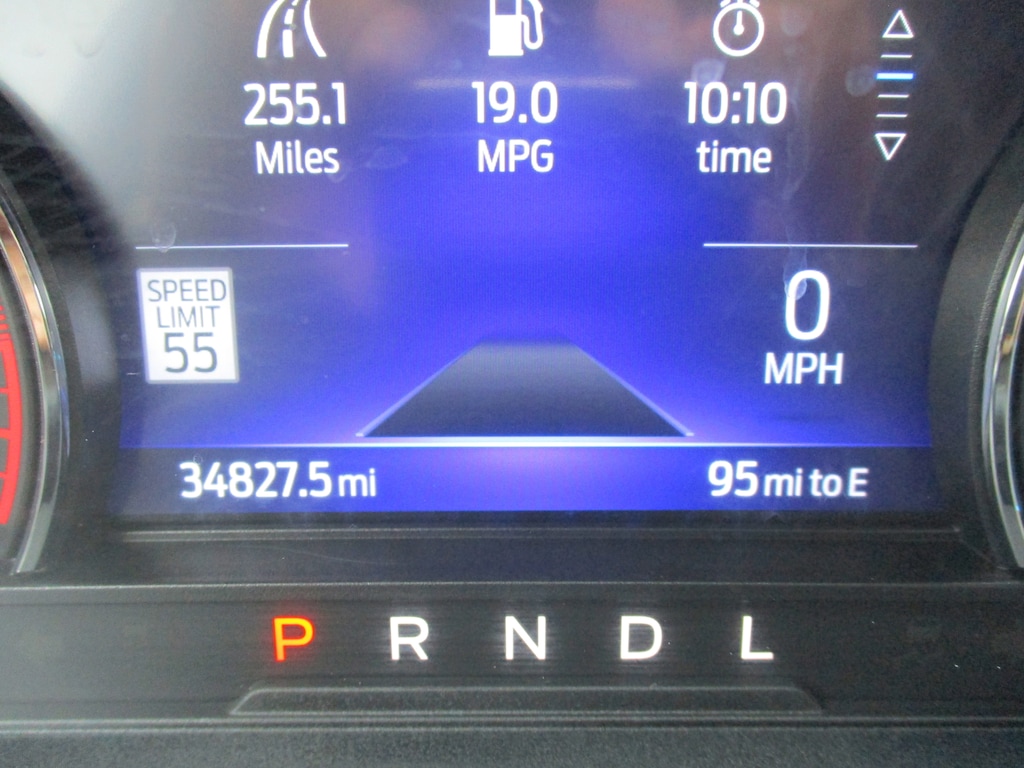 255.1 19.0 10:10
Miles MPG time
SPEED
LIMIT
55
0
MPH
34827.5 mi 95 mi to E
P R N D L